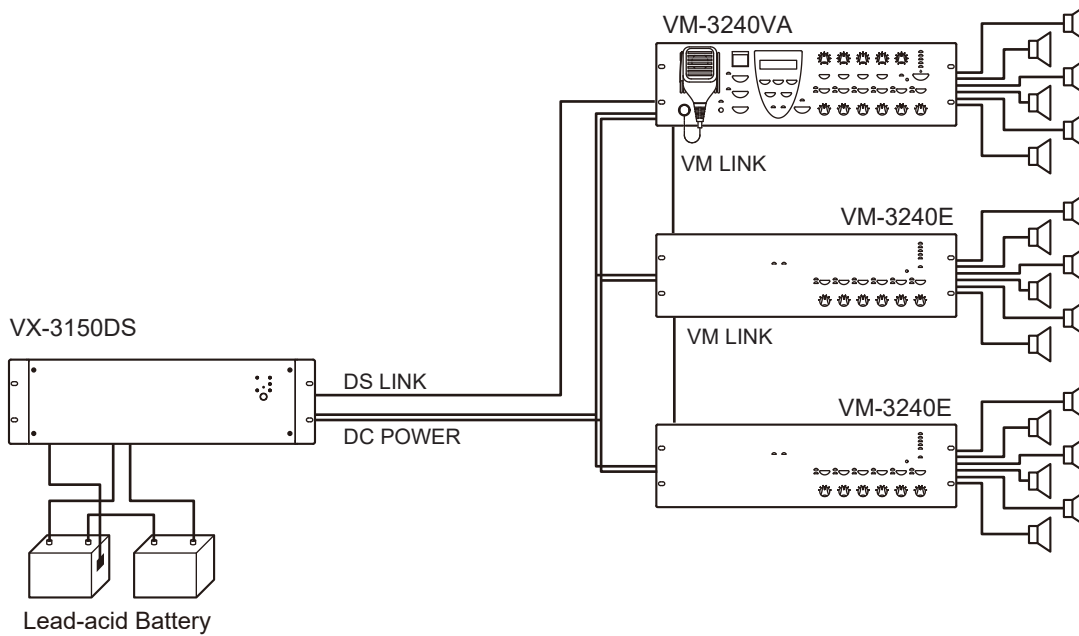 VM-3240VA
VM LINK
VM-3240E
VX-3150DS
VM LINK
DS LINK
VM-3240E
DC POWER
Lead-acid Battery